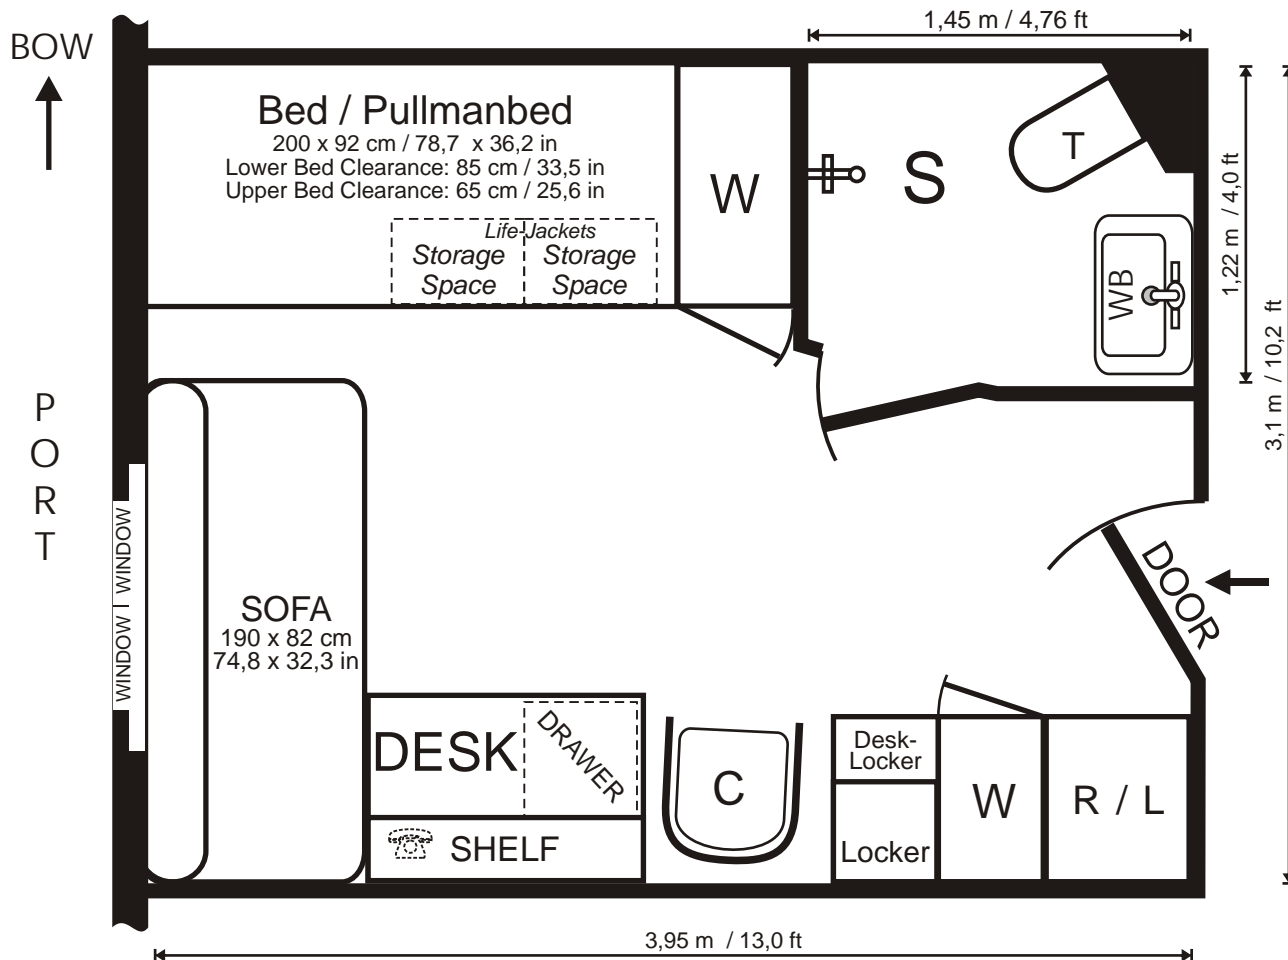 BOW
1,45 m / 4,76 ft
Bed / Pullmanbed
200 x 92 cm / 78,7 x 36,2 in
Lower Bed Clearance: 85 cm / 33,5 in
Upper Bed Clearance: 65 cm / 25,6 in
Life-Jackets
Storage
Space
Storage
Space
W
S
T
WB
1,22 m / 4,0 ft
3,1 m / 10,2 ft
PORT
WINDOW I WINDOW
SOFA
190 x 82 cm
74,8 x 32,3 in
DOOR
DESK
DRAWER
SHELF
C
Desk-
Locker
Locker
W
R / L
3,95 m / 13,0 ft